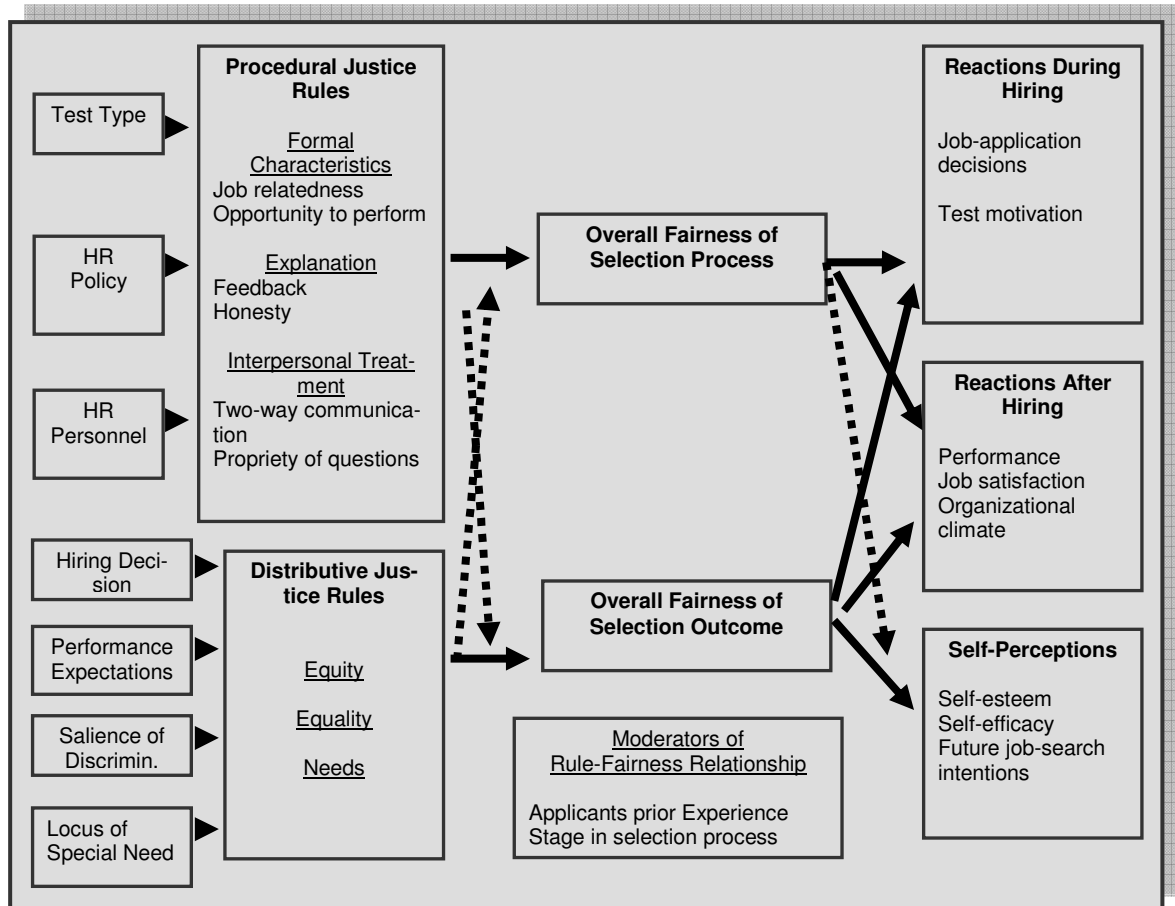 Test Type
HR
Policy
HR
Personnel
Procedural Justice
Rules
Formal
Characteristics
Job relatedness
Opportunity to perform
Explanation
Feedback
Honesty
Interpersonal Treat-
ment
Two-way communica-
tion
Propriety of questions
Hiring Deci-
sion
Performance
Expectations
Salience of
Discrimin.
Locus of
Special Need
Distributive Jus-
tice Rules
Equity
Equality
Needs
Overall Fairness of
Selection Process
Overall Fairness of
Selection Outcome
Moderators of
Rule-Fairness Relationship
Applicants prior Experience
Stage in selection process
Reactions During
Hiring
Job-application
decisions
Test motivation
Reactions After
Hiring
Performance
Job satisfaction
Organizational
climate
Self-Perceptions
Self-esteem
Self-efficacy
Future job-search
intentions